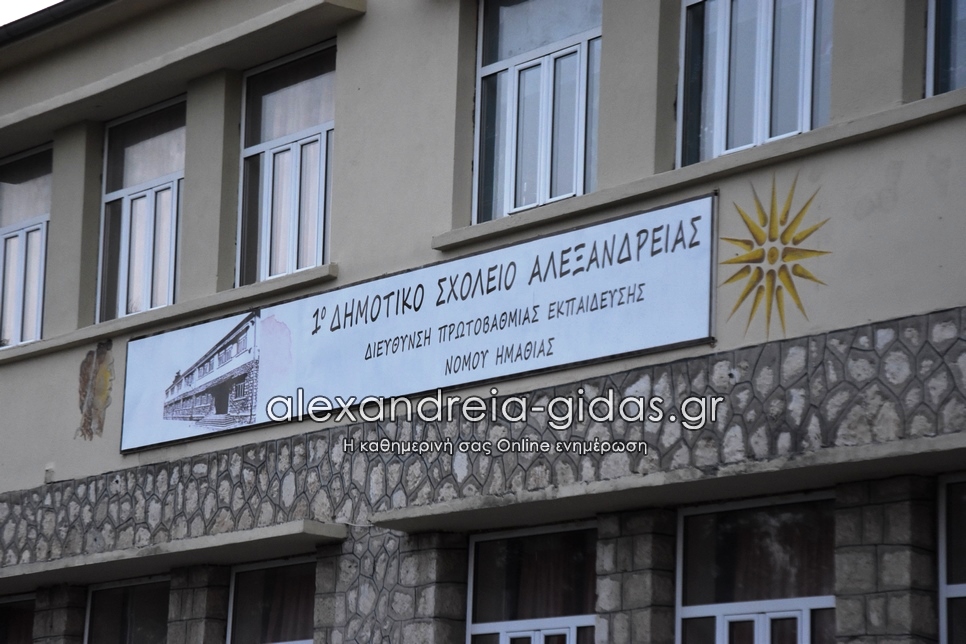 1ο ΔΗΜΟΤΙΚΟ ΣΧΟΛΕΙΟ ΑΛΕΞΑΝΔΡΕΙΑΣ
ΔΙΕΥΘΥΝΣΗ ΠΡΩΤΟΒΑΘΜΙΑΣ ΕΚΠΑΙΔΕΥΣΗΣ
ΝΟΜΟΥ ΗΜΑΘΙΑΣ
alexandreia-gidas.gr
Η καθημερινή σας Online ενημέρωση